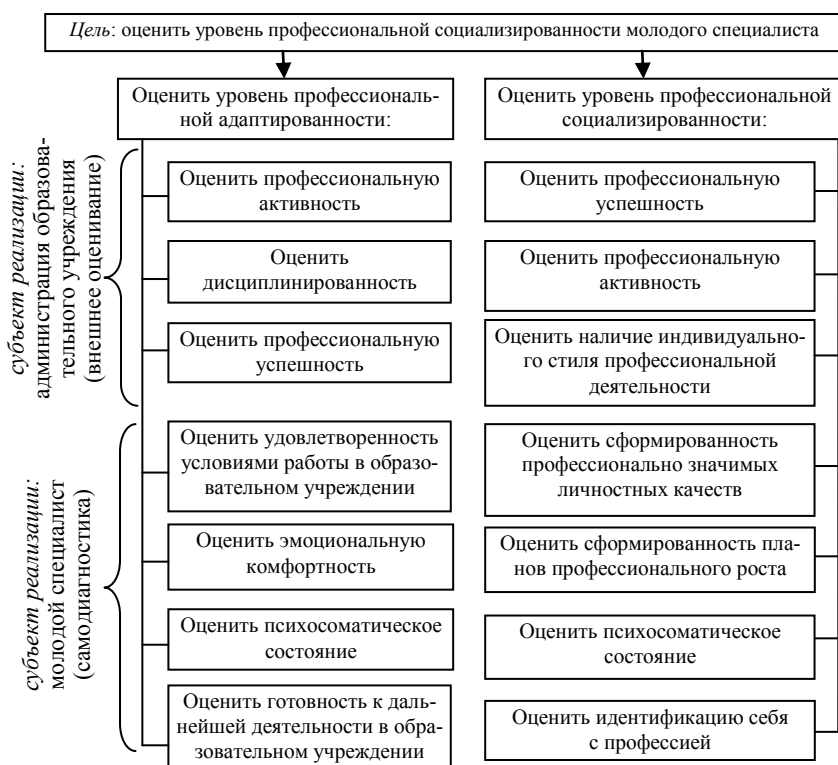 Цель: оценить уровень профессиональной социализированности молодого специалиста
Оценить уровень профессиональ-
ной адаптированности:
Оценить уровень профессиональной
социализированности:
субъект реализации:
администрация образова-
тельного учреждения
(внешнее оценивание)
Оценить профессиональную
активность
Оценить профессиональную
успешность
Оценить
дисциплинированность
Оценить профессиональную
активность
Оценить профессиональную
успешность
Оценить наличие индивидуально-
го стиля профессиональной
деятельности
субъект реализации:
молодой специалист
(самодиагностика)
Оценить удовлетворенность
условиями работы в образо-
вательном учреждении
Оценить сформированность
профессионально значимых
личностных качеств
Оценить эмоциональную
комфортность
Оценить сформированность пла-
нов профессионального роста
Оценить психосоматическое
состояние
Оценить психосоматическое
состояние
Оценить готовность к даль-
нейшей деятельности в обра-
зовательном учреждении
Оценить идентификацию себя
с профессией